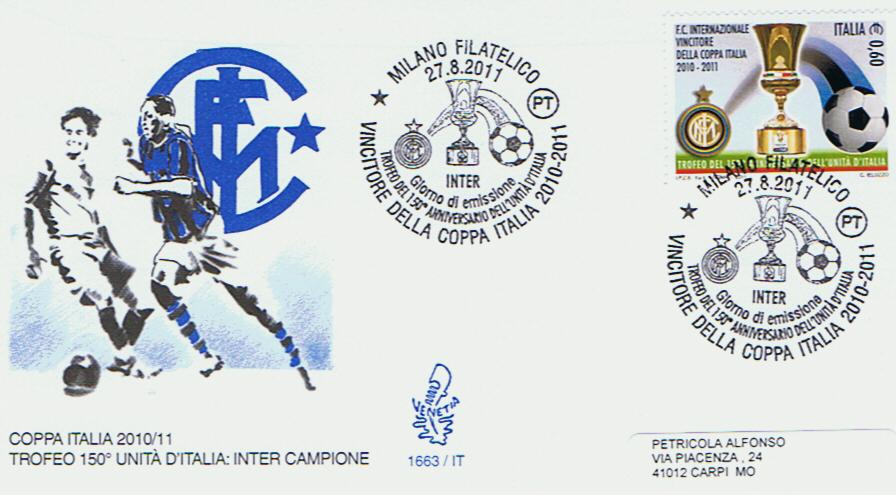 MILANO FILATELICO
27.8.2011
PT
INTER
Giorno di emissione
TROFEO DEL 150° ANNIVERSARIO DELL'UNITÀ D'ITALIA
VINCITORE DELLA COPPA ITALIA 2010-2011
F.C. INTERNAZIONALE
VINCITORE
DELLA COPPA ITALIA
2010 - 2011
ITALIA € 0,60
MILANO FILATELICO
27.8.2011
PT
INTER
Giorno di emissione
TROFEO DEL 150° ANNIVERSARIO DELL'UNITÀ D'ITALIA
VINCITORE DELLA COPPA ITALIA 2010-2011
COPPA ITALIA 2010/11
TROFEO 150° UNITÀ D'ITALIA: INTER CAMPIONE
VENETIA
1663 / IT
PETRICOLA ALFONSO
VIA PIACENZA , 24
41012 CARPI MO